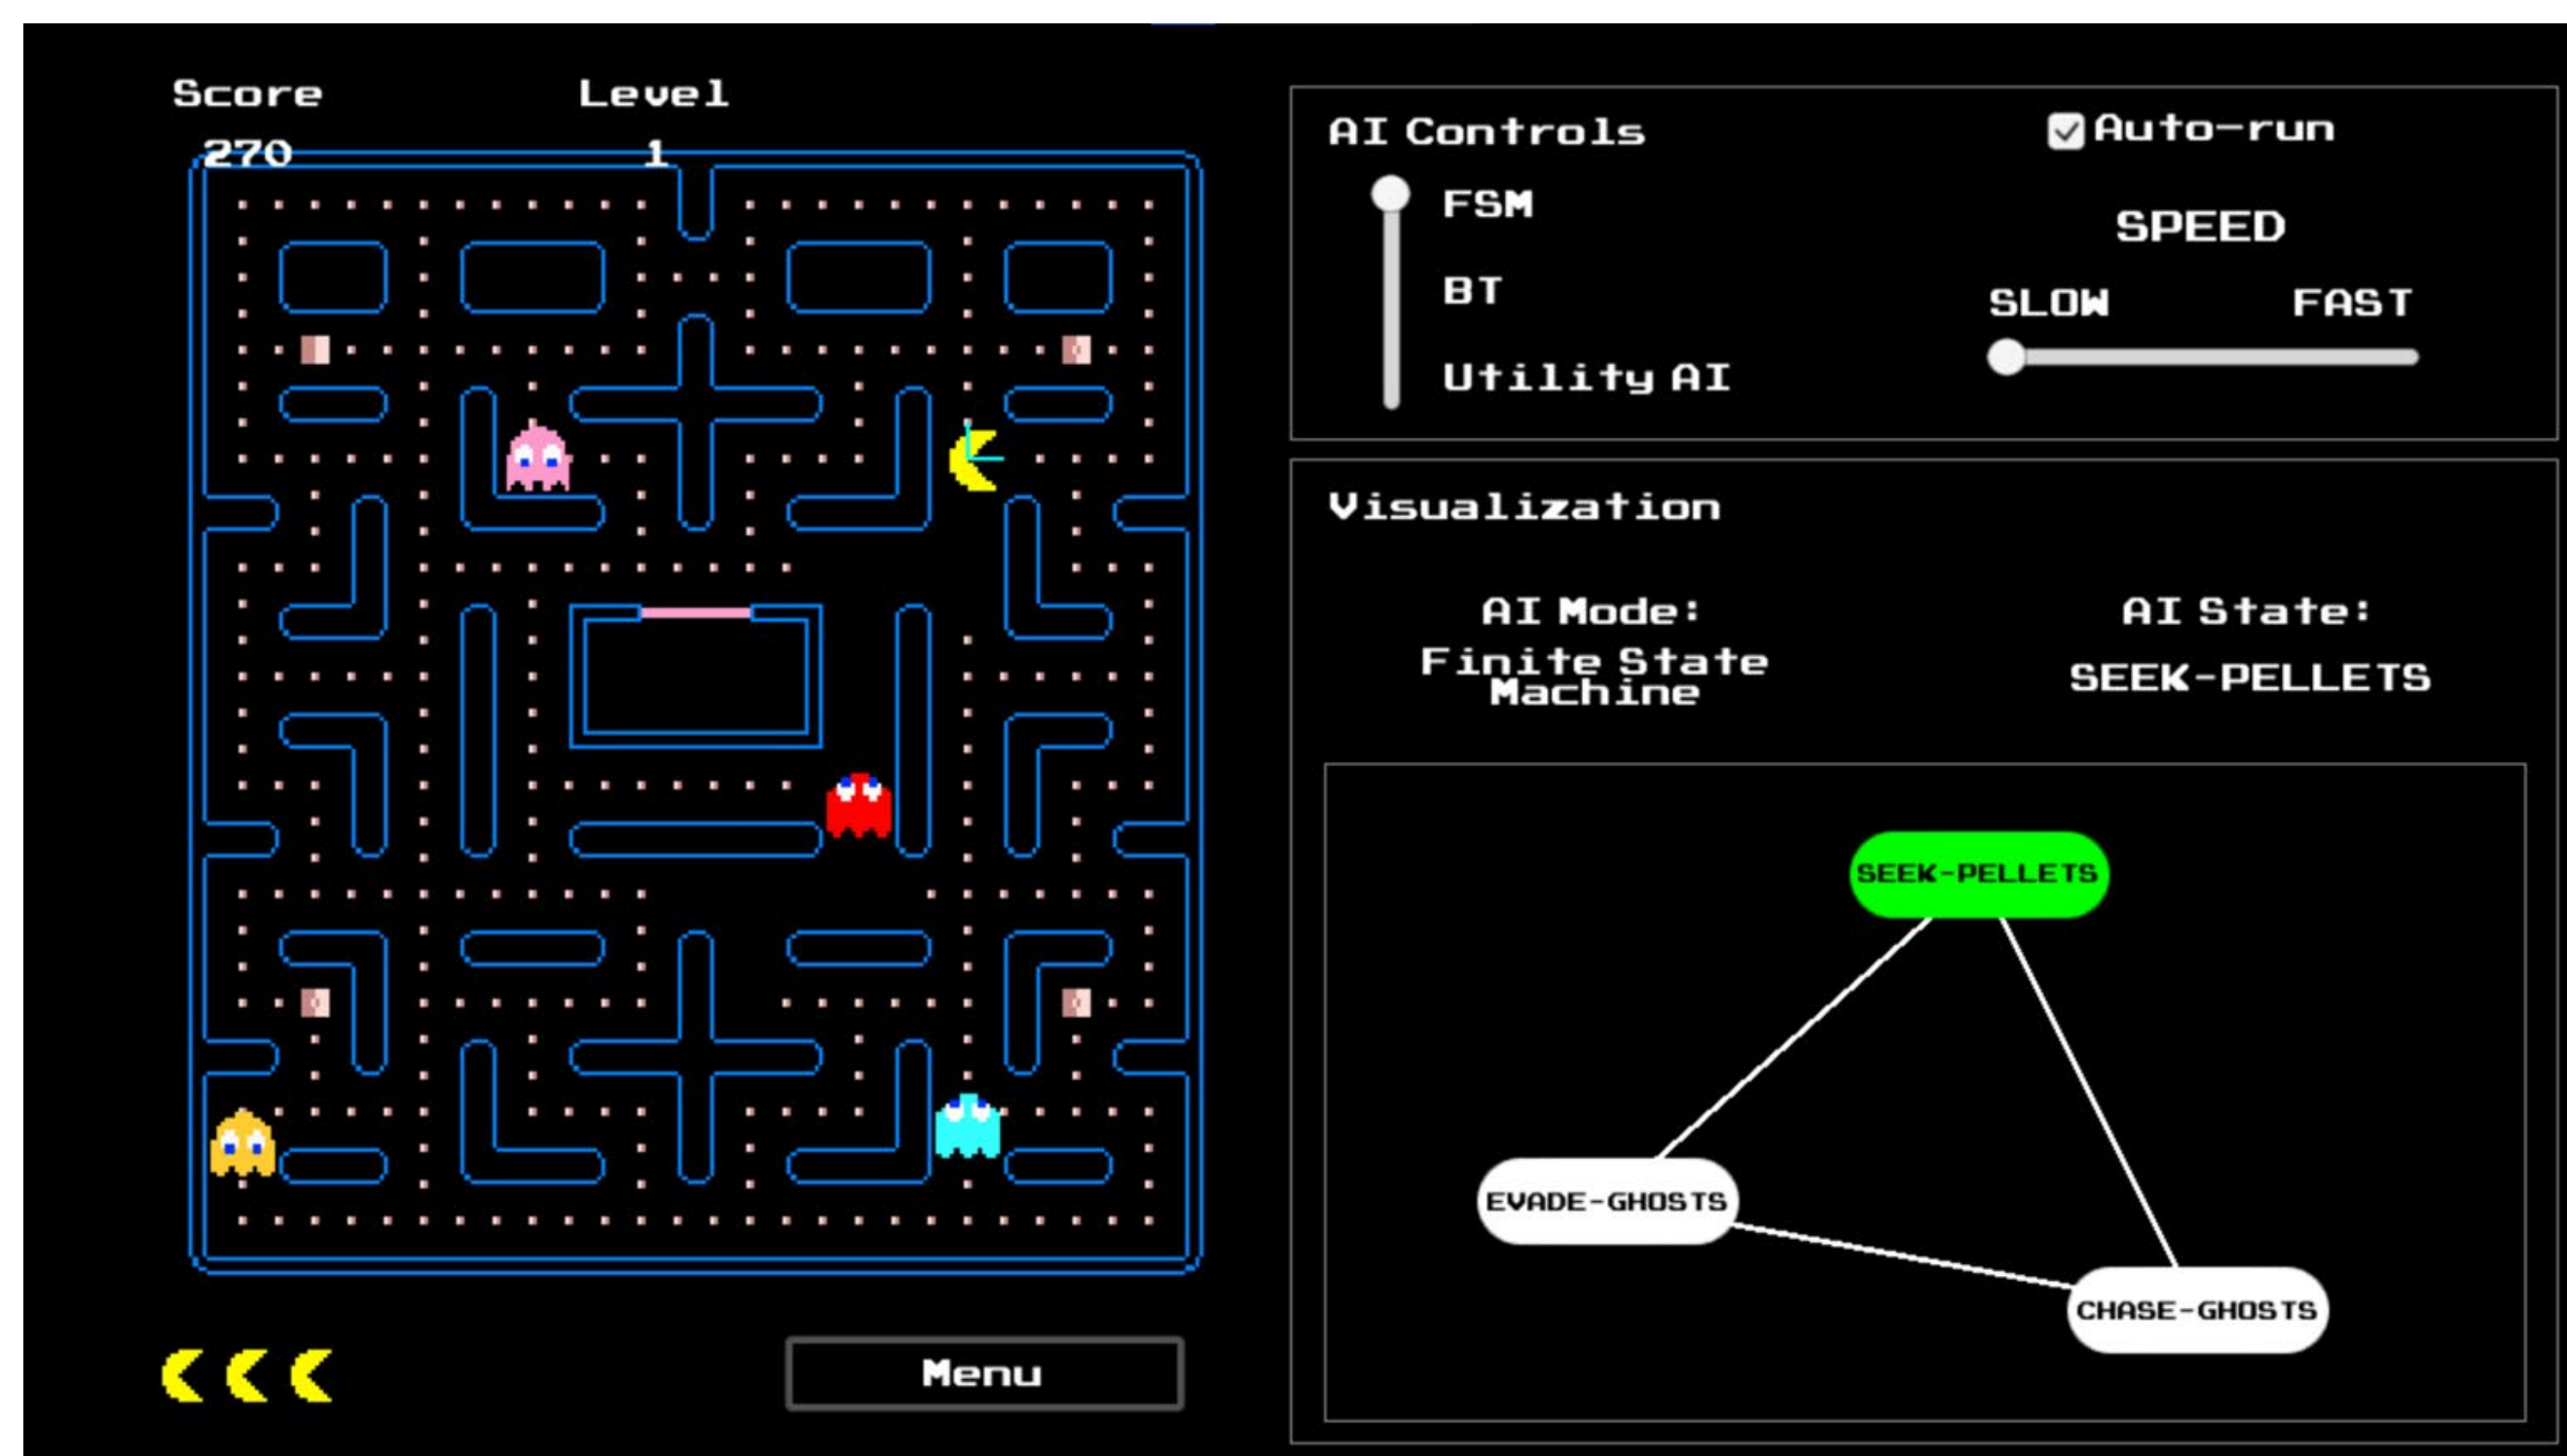 Score
Level
270
1
AI Controls
Auto-run
FSM
SPEED
BT
SLOW
FAST
Utility AI
Visualization
AI Mode:
Finite State
Machine
AI State:
SEEK-PELLETS
SEEK-PELLETS
EVADE-GHOSTS
CHASE-GHOSTS
Menu